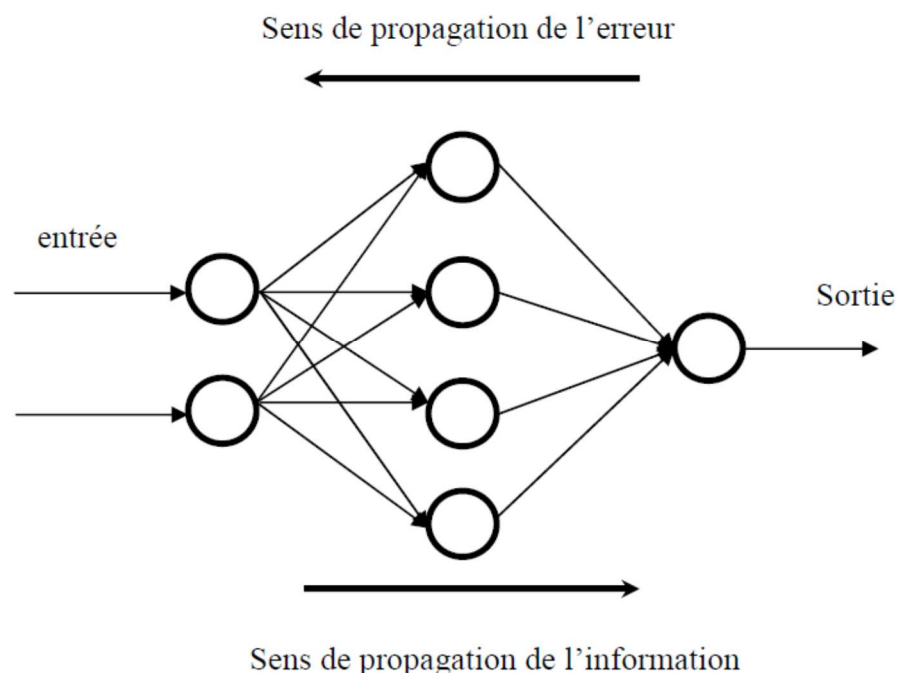 Sens de propagation de l’erreur
entrée
Sortie
Sens de propagation de l’information